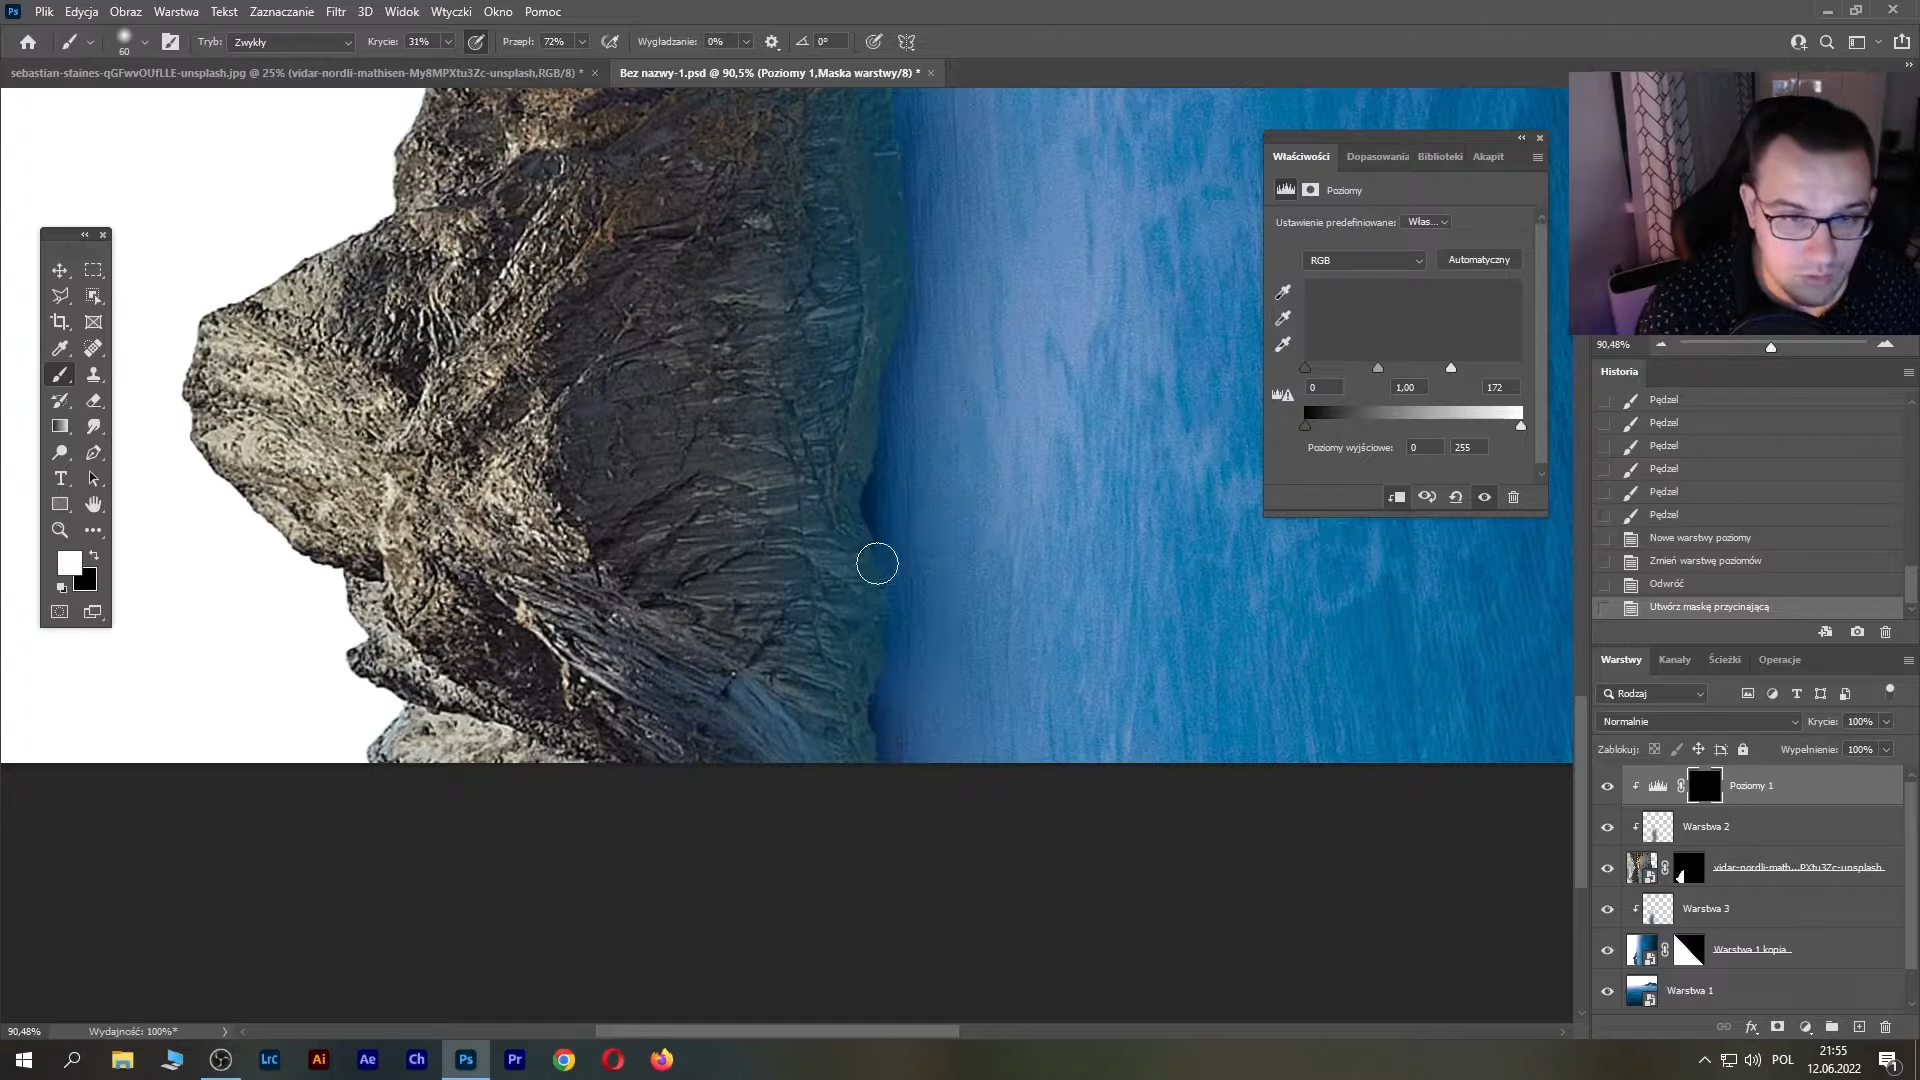 Plik Edycja Obraz Warstwa Tekst Zaznaczanie Filtr 3D Widok Wtyczki Okno Pomoc
60 Tryb: Zwykły Krycie: 31% Przepł: 72% Wygładzanie: 0% 0°
sebastian-staines-qGFwvOUfLLE-unsplash.jpg @ 25% (vidar-nordli-mathisen-My8MPXtu3Zc-unsplash,RGB/8) * Bez nazwy-1.psd @ 90,5% (Poziomy 1,Maska warstwy/8) *
Właściwości Dopasowania Biblioteki Akapit
Poziomy
Ustawienie predefiniowane: Włas...
RGB Automatyczny
0 1,00 172
Poziomy wyjściowe: 0 255
90,48%
Historia
Pędzel
Pędzel
Pędzel
Pędzel
Pędzel
Pędzel
Nowe warstwy poziomy
Zmień warstwę poziomów
Odwróć
Utwórz maskę przycinającą
Warstwy Kanały Ścieżki Operacje
Rodzaj
Normalnie Krycie: 100%
Zablokuj: Wypełnienie: 100%
Poziomy 1
Warstwa 2
vidar-nordli-math...PXtu3Zc-unsplash
Warstwa 3
Warstwa 1 kopia
Warstwa 1
90,48% Wydajność: 100%*
Lrc Ai Ae Ch Ps Pr
POL 21:55
12.06.2022
1